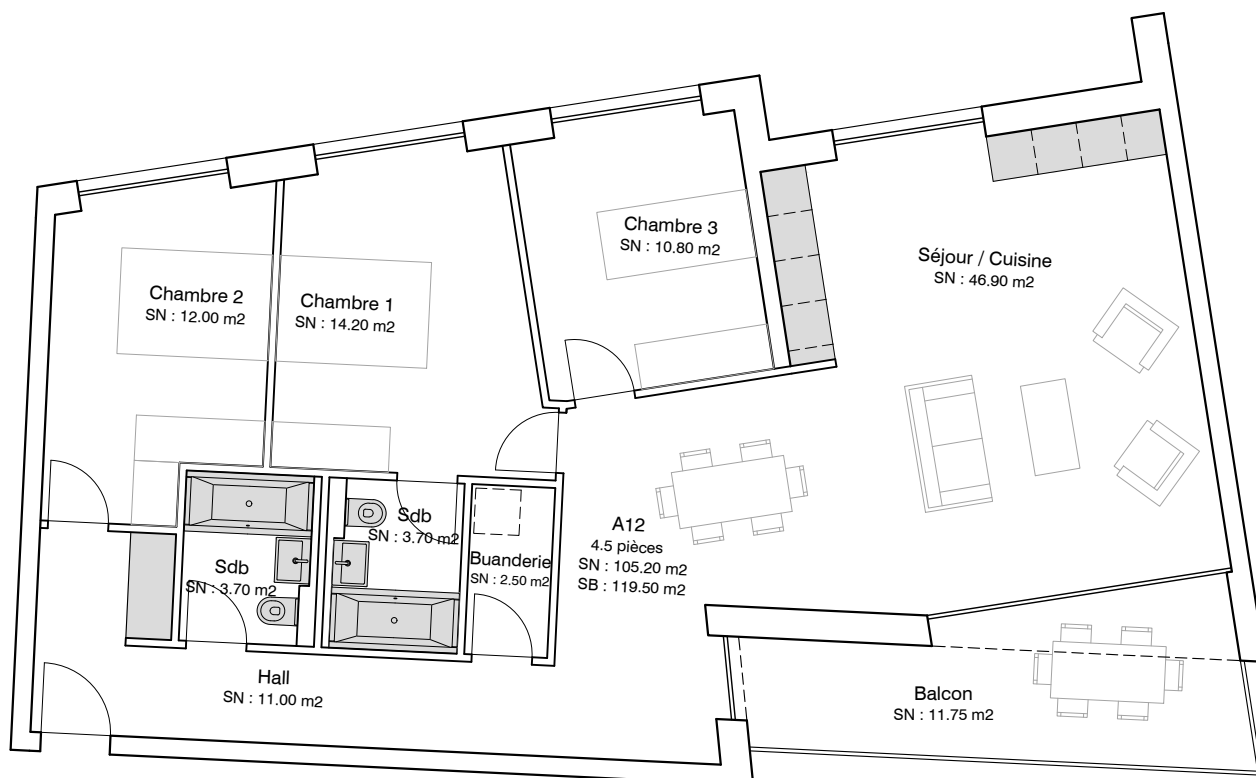 Chambre 3
SN : 10.80 m2
Séjour / Cuisine
SN : 46.90 m2
Chambre 2
SN : 12.00 m2
Chambre 1
SN : 14.20 m2
Sdb
SN : 3.70 m2
A12
4.5 pièces
SN : 105.20 m2
SB : 119.50 m2
Buanderie
SN : 2.50 m2
Sdb
SN : 3.70 m2
Hall
SN : 11.00 m2
Balcon
SN : 11.75 m2